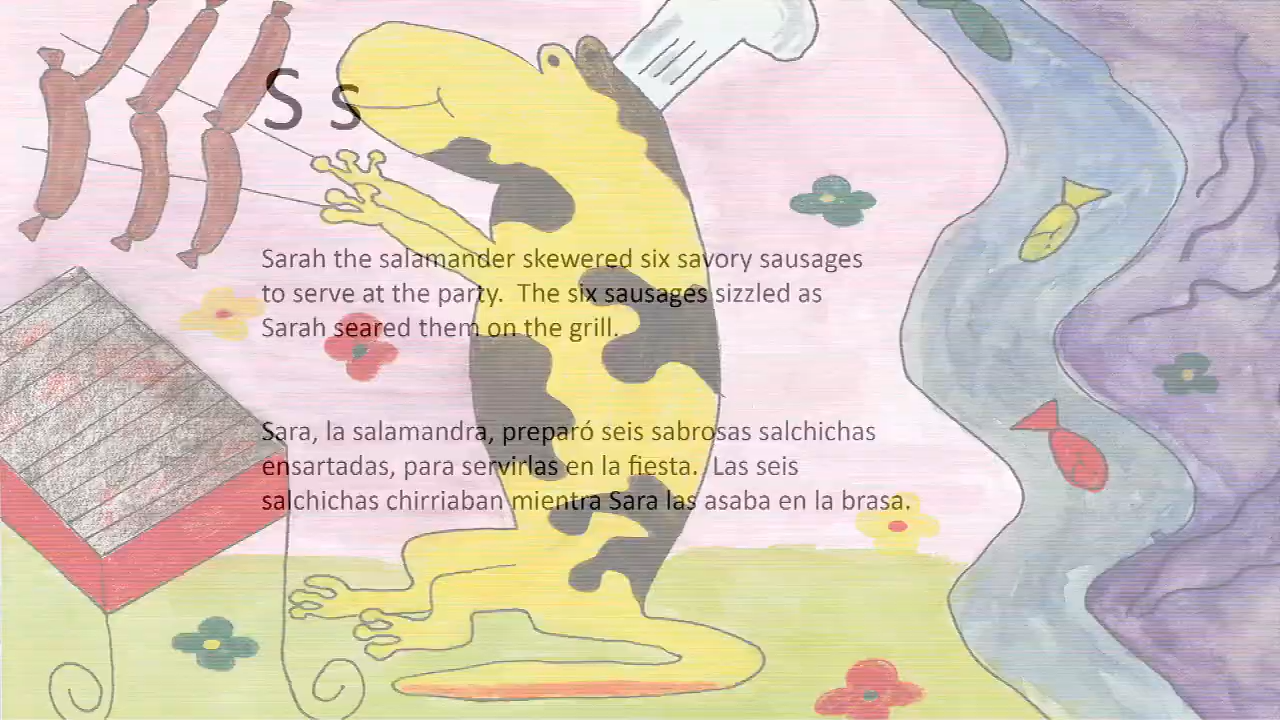 S s
Sarah the salamander skewered six savory sausages
to serve at the party. The six sausages sizzled as
Sarah seared them on the grill.
Sara, la salamandra, preparó seis sabrosas salchichas
ensartadas, para servirlas en la fiesta. Las seis
salchichas chirriaban mientra Sara las asaba en la brasa.